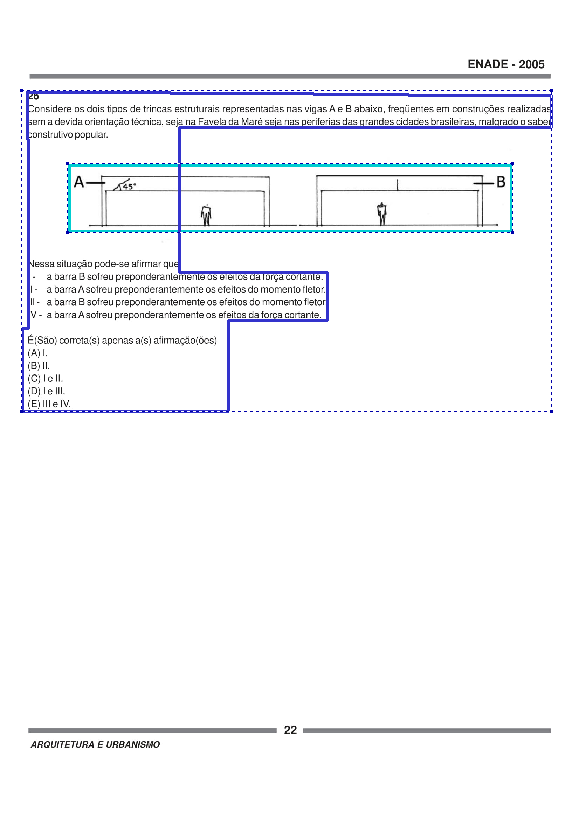 ENADE - 2005
26
Considere os dois tipos de trincas estruturais representadas nas vigas A e B abaixo, freqüentes em construções realizadas
sem a devida orientação técnica, seja na Favela da Maré seja nas periferias das grandes cidades brasileiras, malgrado o saber
construtivo popular.
A 45° B
Nessa situação pode-se afirmar que
I - a barra B sofreu preponderantemente os efeitos da força cortante.
II - a barra A sofreu preponderantemente os efeitos do momento fletor.
III - a barra B sofreu preponderantemente os efeitos do momento fletor.
IV - a barra A sofreu preponderantemente os efeitos da força cortante.
É(São) correta(s) apenas a(s) afirmação(ões)
(A) I.
(B) II.
(C) I e II.
(D) I e III.
(E) III e IV.
22
ARQUITETURA E URBANISMO